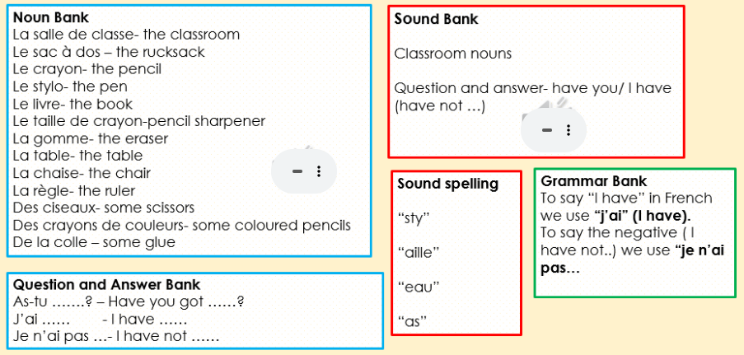 Noun Bank
La salle de classe- the classroom
Le sac à dos – the rucksack
Le crayon- the pencil
Le stylo- the pen
Le livre- the book
Le taille de crayon-pencil sharpener
La gomme- the eraser
La table- the table
La chaise- the chair
La règle- the ruler
Des ciseaux- some scissors
Des crayons de couleurs- some coloured pencils
De la colle – some glue
Sound Bank
Classroom nouns
Question and answer- have you/ I have
(have not …)
Sound spelling
“sty”
“aille”
“eau”
“as”
Grammar Bank
To say “I have” in French
we use “j’ai” (I have).
To say the negative ( I
have not..) we use “je n’ai
pas…
Question and Answer Bank
As-tu …….? – Have you got ……?
J’ai …… - I have ……
Je n’ai pas …- I have not ……